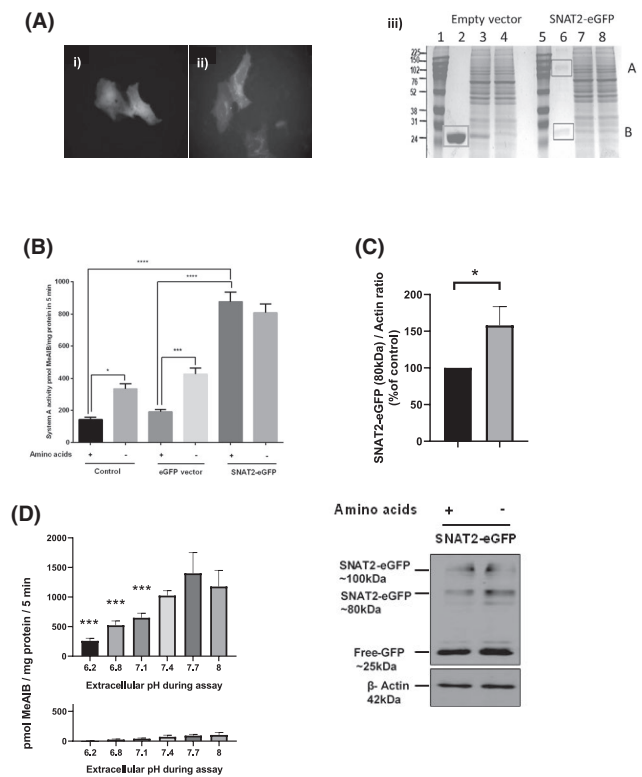 (A)
i)
ii)
iii)
Empty vector SNAT2-eGFP
1 2 3 4 5 6 7 8
225
150
102
76
52
38
31
24
A
B
(B)
System A activity pmol MeAIB/mg protein in 5 min
1000
800
600
400
200
0
****
****
*
***
Amino acids + - + - + -
Control eGFP vector SNAT2-eGFP
(C)
SNAT2-eGFP (80kDa) / Actin ratio
(% of control)
200
150
100
50
0
*
Amino acids + -
SNAT2-eGFP
SNAT2-eGFP
~100kDa
SNAT2-eGFP
~80kDa
Free-GFP
~25kDa
β- Actin
42kDa
(D)
pmol MeAIB / mg protein / 5 min
2000
1500
1000
500
0
*** *** ***
6.2 6.8 7.1 7.4 7.7 8
Extracellular pH during assay
500
0
6.2 6.8 7.1 7.4 7.7 8
Extracellular pH during assay